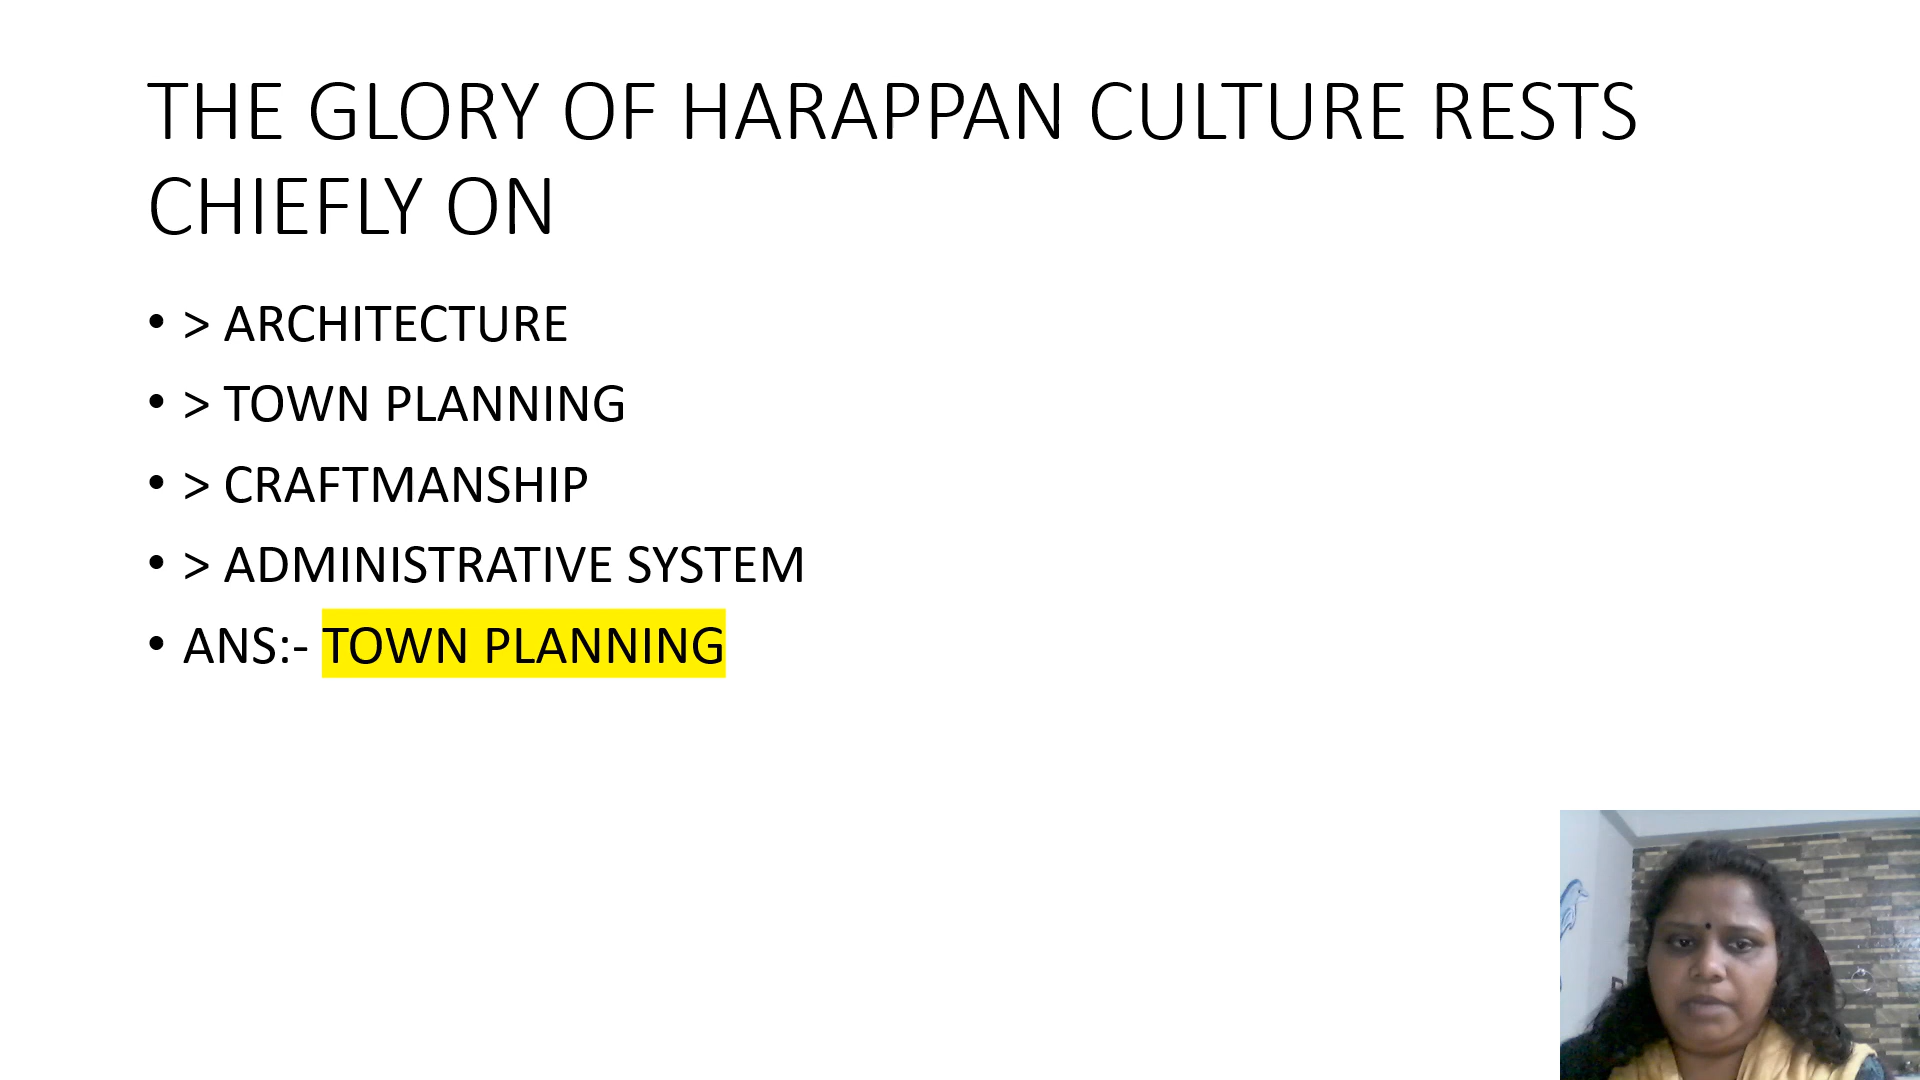 THE GLORY OF HARAPPAN CULTURE RESTS
CHIEFLY ON
• > ARCHITECTURE
• > TOWN PLANNING
• > CRAFTMANSHIP
• > ADMINISTRATIVE SYSTEM
• ANS:- TOWN PLANNING